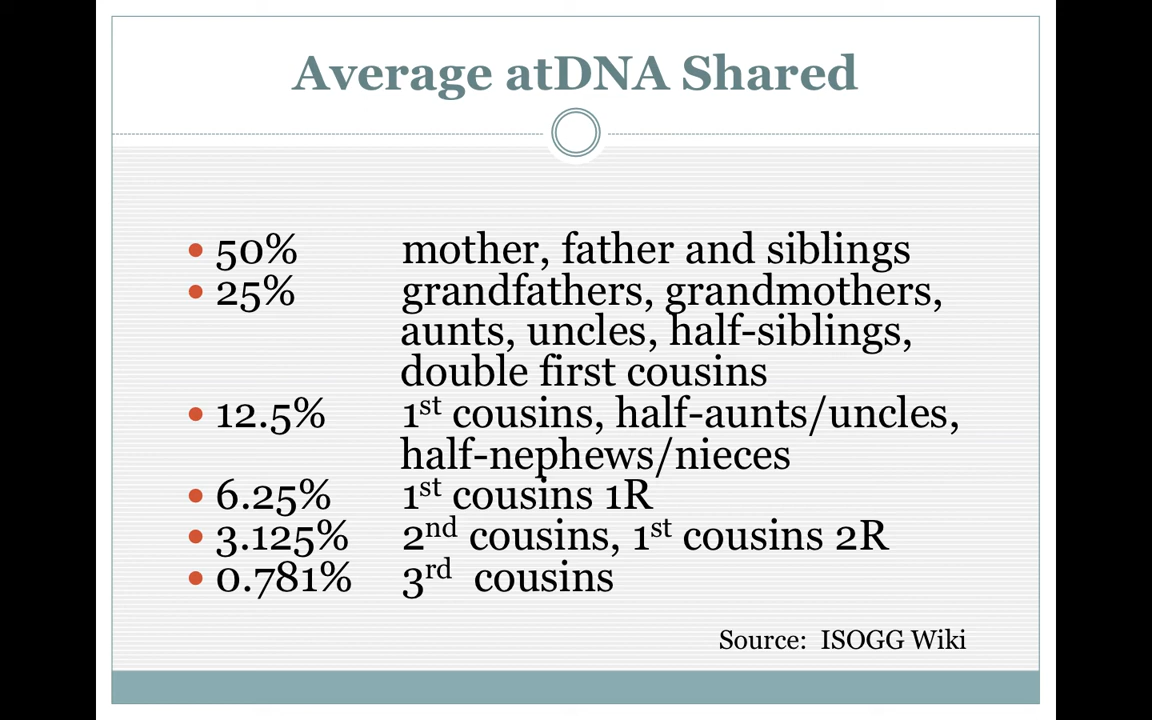 Average atDNA Shared
• 50% mother, father and siblings
• 25% grandfathers, grandmothers,
aunts, uncles, half-siblings,
double first cousins
• 12.5% 1st cousins, half-aunts/uncles,
half-nephews/nieces
• 6.25% 1st cousins 1R
• 3.125% 2nd cousins, 1st cousins 2R
• 0.781% 3rd cousins
Source: ISOGG Wiki